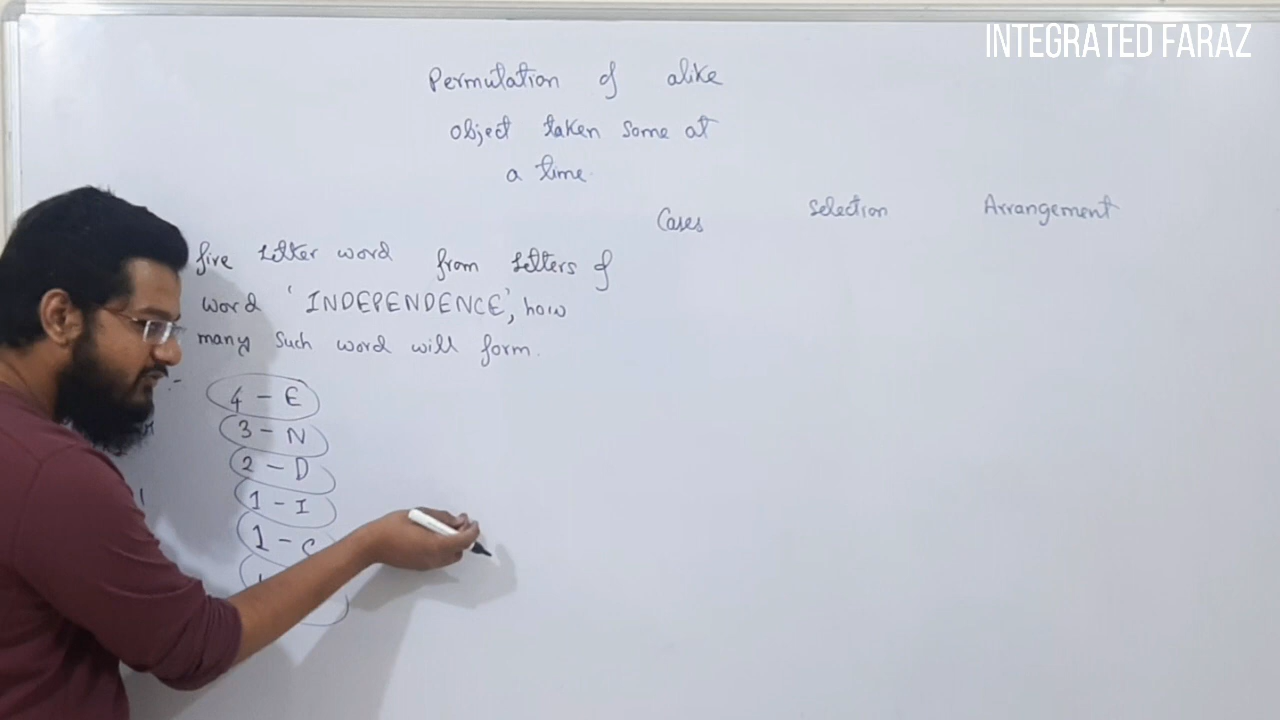 INTEGRATED FARAZ
Permutation of alike
object taken some at
a time.
Cases Selection Arrangement
five letter word from letters of
word 'INDEPENDENCE', how
many such word will form.
4 - E
3 - N
2 - D
1 - I
1 - C